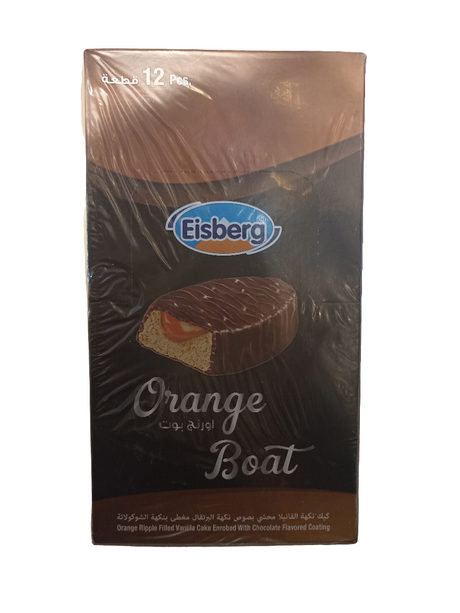 12 قطعة Pcs.
Eisberg®
Orange
اورنج بوت
Boat
كيك نكهة الفانيلا محشي بصوص نكهة البرتقال مغطى بنكهة الشوكولاتة
Orange Ripple Filled Vanilla Cake Enrobed With Chocolate Flavored Coating